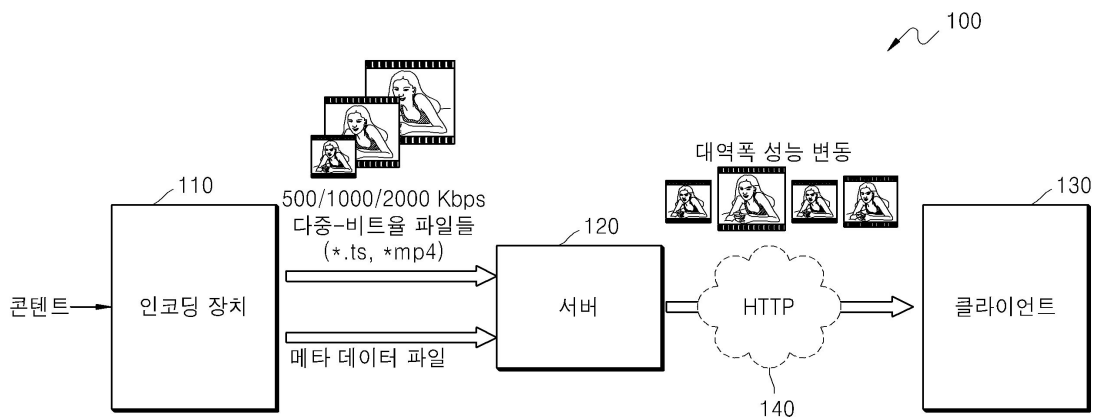 100
110
500/1000/2000 Kbps
다중-비트율 파일들
(*.ts, *mp4)
대역폭 성능 변동
120
130
콘텐트
인코딩 장치
서버
HTTP
클라이언트
메타 데이터 파일
140